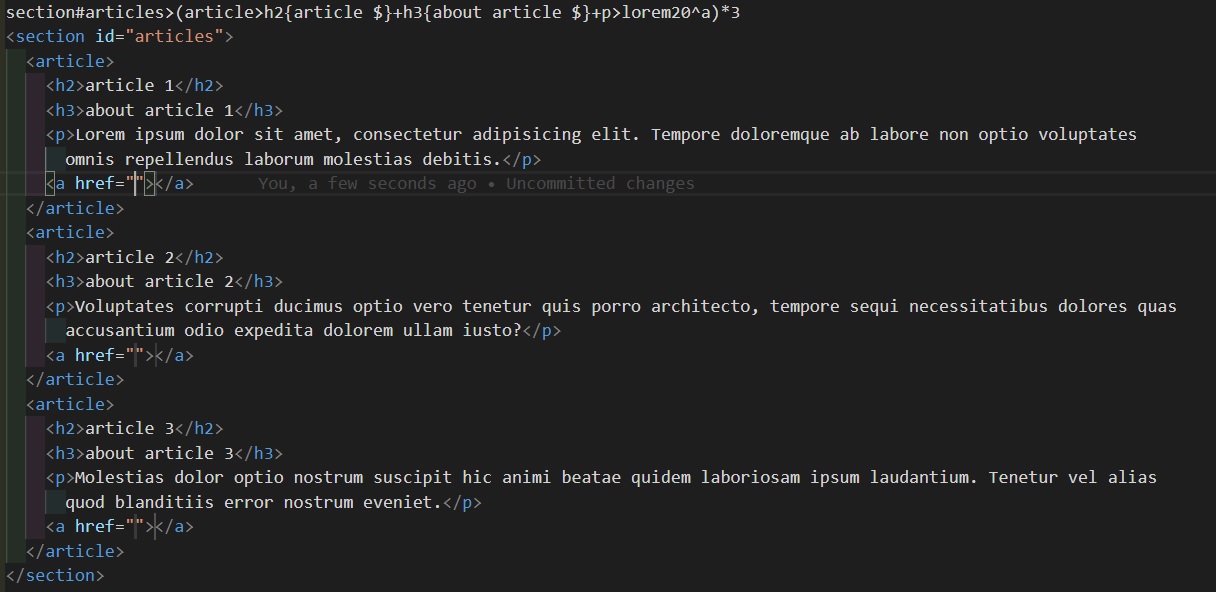 section#articles>(article>h2{article $}+h3{about article $}+p>lorem20^a)*3
<section id="articles">
<article>
<h2>article 1</h2>
<h3>about article 1</h3>
<p>Lorem ipsum dolor sit amet, consectetur adipisicing elit. Tempore doloremque ab labore non optio voluptates
omnis repellendus laborum molestias debitis.</p>
<a href=""></a> You, a few seconds ago • Uncommitted changes
</article>
<article>
<h2>article 2</h2>
<h3>about article 2</h3>
<p>Voluptates corrupti ducimus optio vero tenetur quis porro architecto, tempore sequi necessitatibus dolores quas
accusantium odio expedita dolorem ullam iusto?</p>
<a href=""></a>
</article>
<article>
<h2>article 3</h2>
<h3>about article 3</h3>
<p>Molestias dolor optio nostrum suscipit hic animi beatae quidem laboriosam ipsum laudantium. Tenetur vel alias
quod blanditiis error nostrum eveniet.</p>
<a href=""></a>
</article>
</section>